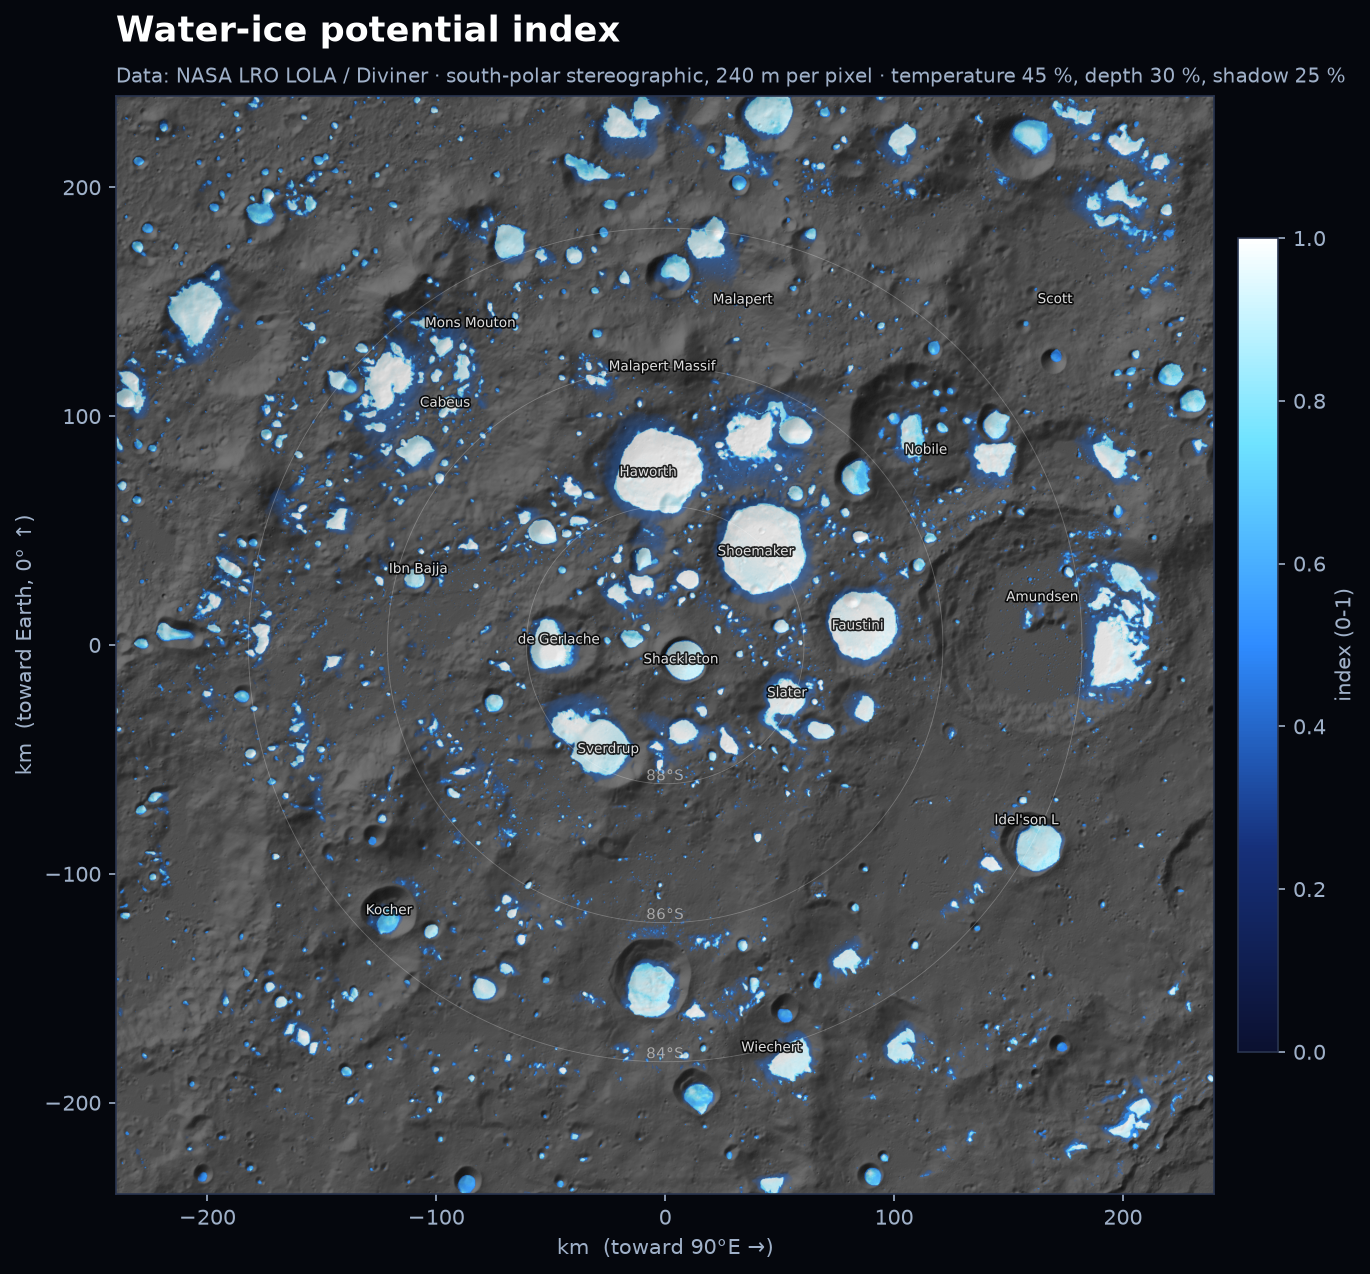 Water-ice potential index
Data: NASA LRO LOLA / Diviner · south-polar stereographic, 240 m per pixel · temperature 45 %, depth 30 %, shadow 25 %
km (toward Earth, 0° ↑)
200
100
0
−100
−200
Malapert
Scott
Mons Mouton
Malapert Massif
Cabeus
Nobile
Haworth
Shoemaker
Ibn Bajja
Amundsen
Faustini
de Gerlache
Shackleton
Slater
Sverdrup
88°S
Idel'son L
Kocher
86°S
Wiechert
84°S
−200
−100
0
100
200
km (toward 90°E →)
1.0
0.8
0.6
0.4
0.2
0.0
index (0-1)